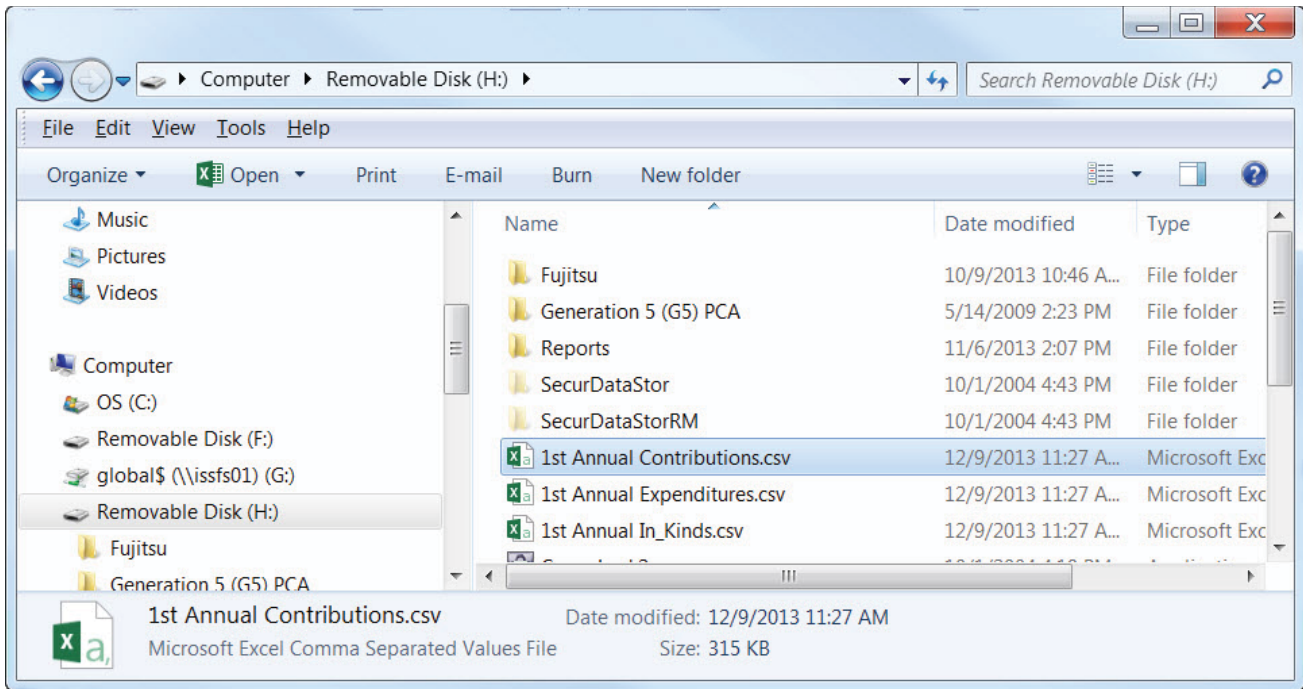 Computer Removable Disk (H:) Search Removable Disk (H:)
File Edit View Tools Help
Organize Open Print E-mail Burn New folder
Music
Pictures
Videos
Computer
OS (C:)
Removable Disk (F:)
global$ (\\issfs01) (G:)
Removable Disk (H:)
Fujitsu
Generation 5 (G5) PCA
Name Date modified Type
Fujitsu 10/9/2013 10:46 A... File folder
Generation 5 (G5) PCA 5/14/2009 2:23 PM File folder
Reports 11/6/2013 2:07 PM File folder
SecurDataStor 10/1/2004 4:43 PM File folder
SecurDataStorRM 10/1/2004 4:43 PM File folder
1st Annual Contributions.csv 12/9/2013 11:27 A... Microsoft Exc
1st Annual Expenditures.csv 12/9/2013 11:27 A... Microsoft Exc
1st Annual In_Kinds.csv 12/9/2013 11:27 A... Microsoft Exc
1st Annual Contributions.csv Date modified: 12/9/2013 11:27 AM
Microsoft Excel Comma Separated Values File Size: 315 KB